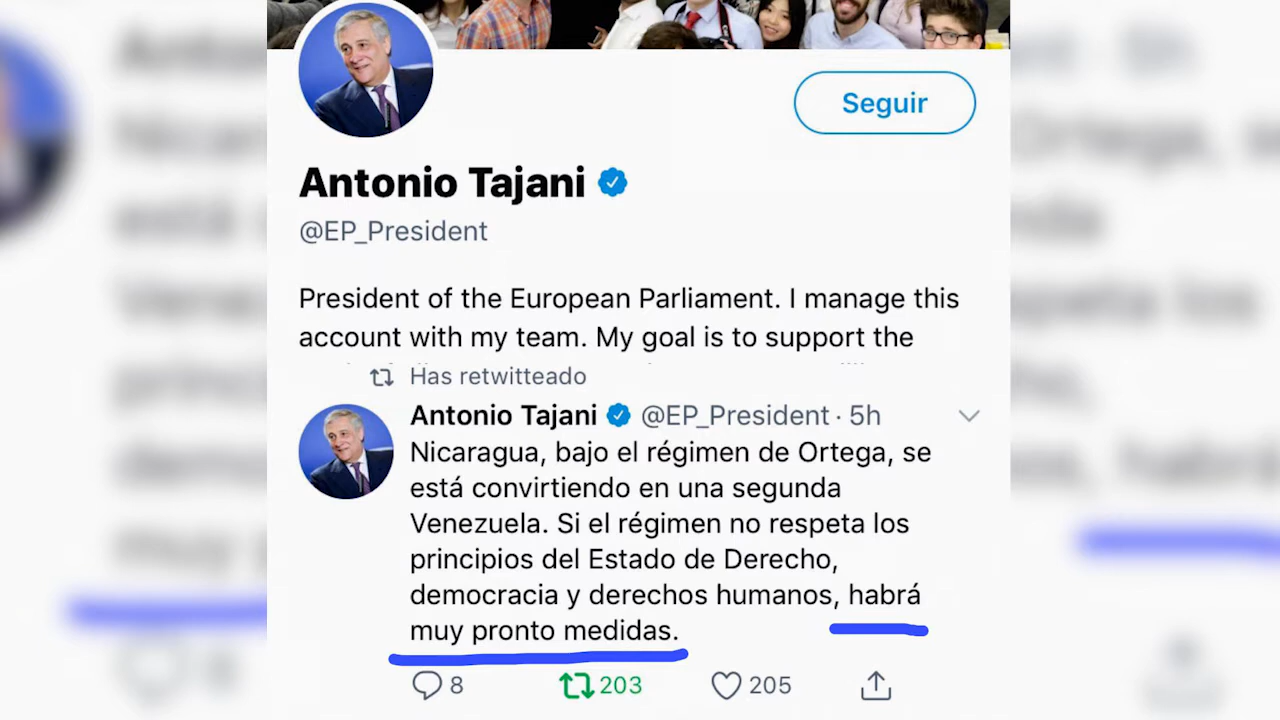 Seguir
Antonio Tajani
@EP_President
President of the European Parliament. I manage this
account with my team. My goal is to support the
Has retwitteado
Antonio Tajani @EP_President · 5h
Nicaragua, bajo el régimen de Ortega, se
está convirtiendo en una segunda
Venezuela. Si el régimen no respeta los
principios del Estado de Derecho,
democracia y derechos humanos, habrá
muy pronto medidas.
8 203 205